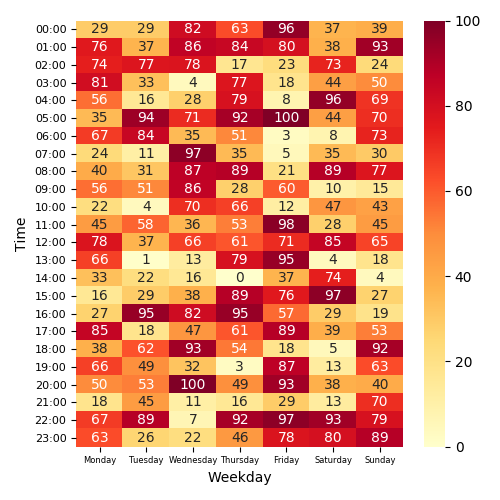 00:00 29 29 82 63 96 37 39
01:00 76 37 86 84 80 38 93
02:00 74 77 78 17 23 73 24
03:00 81 33 4 77 18 44 50
04:00 56 16 28 79 8 96 69
05:00 35 94 71 92 100 44 70
06:00 67 84 35 51 3 8 73
07:00 24 11 97 35 5 35 30
08:00 40 31 87 89 21 89 77
09:00 56 51 86 28 60 10 15
10:00 22 4 70 66 12 47 43
11:00 45 58 36 53 98 28 45
12:00 78 37 66 61 71 85 65
13:00 66 1 13 79 95 4 18
14:00 33 22 16 0 37 74 4
15:00 16 29 38 89 76 97 27
16:00 27 95 82 95 57 29 19
17:00 85 18 47 61 89 39 53
18:00 38 62 93 54 18 5 92
19:00 66 49 32 3 87 13 63
20:00 50 53 100 49 93 38 40
21:00 18 45 11 16 29 13 70
22:00 67 89 7 92 97 93 79
23:00 63 26 22 46 78 80 89
Monday Tuesday Wednesday Thursday Friday Saturday Sunday
Weekday
Time
100
80
60
40
20
0